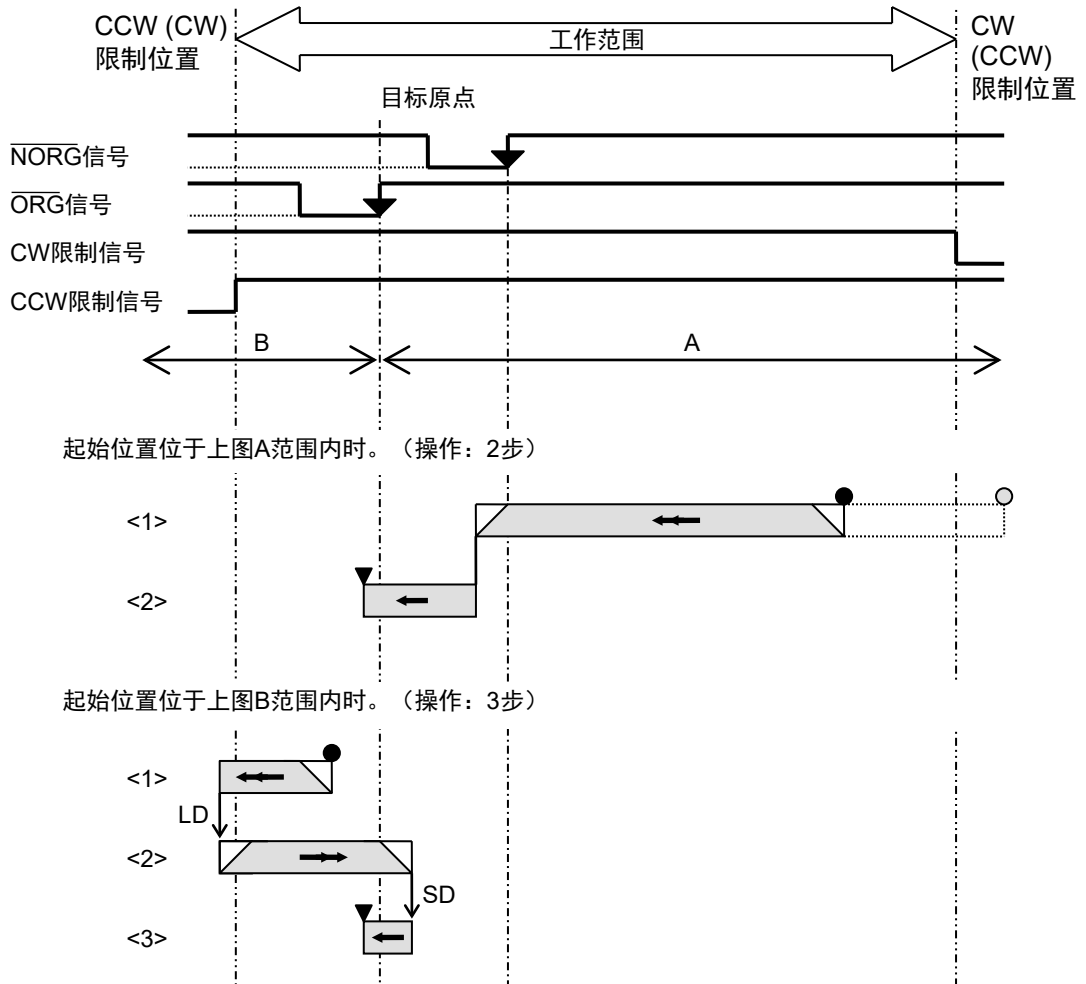 CCW (CW)
限制位置
工作范围
CW
(CCW)
限制位置
目标原点
NORG信号
ORG信号
CW限制信号
CCW限制信号
B
A
起始位置位于上图A范围内时。（操作：2步）
<1>
<2>
起始位置位于上图B范围内时。（操作：3步）
<1>
LD
<2>
SD
<3>